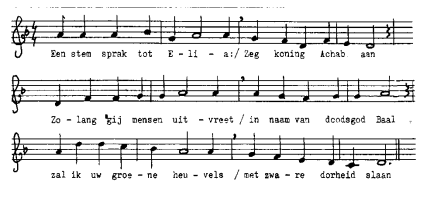 Een stem sprak tot E - li - a:/ Zeg koning Achab aan
Zo - lang gij mensen uit - vreet / in naam van doodsgod Baal
zal ik uw groe - ne heu - vels / met zwa - re dorheid slaan